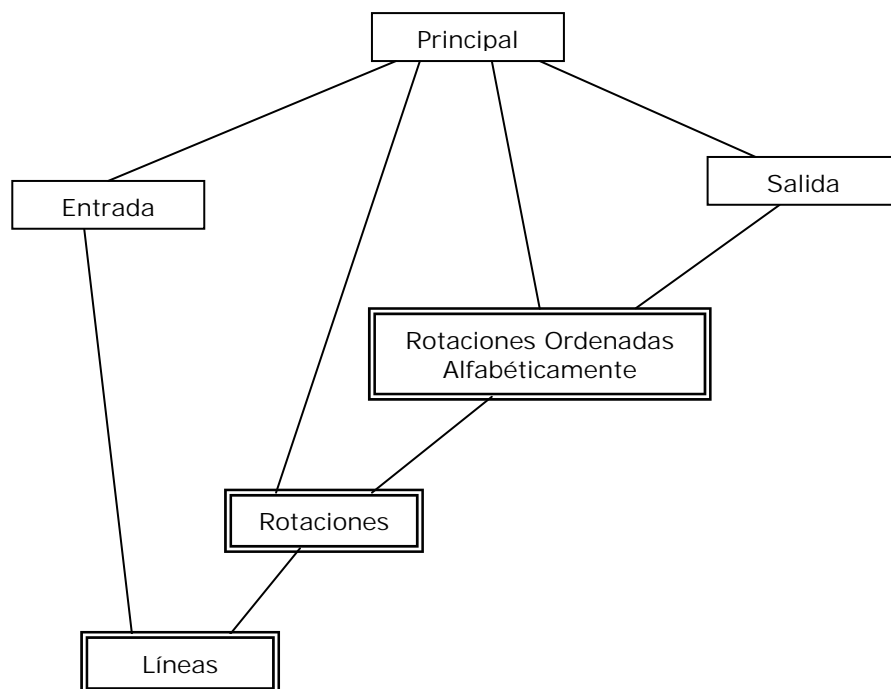 Principal
Entrada
Salida
Rotaciones Ordenadas
Alfabéticamente
Rotaciones
Líneas